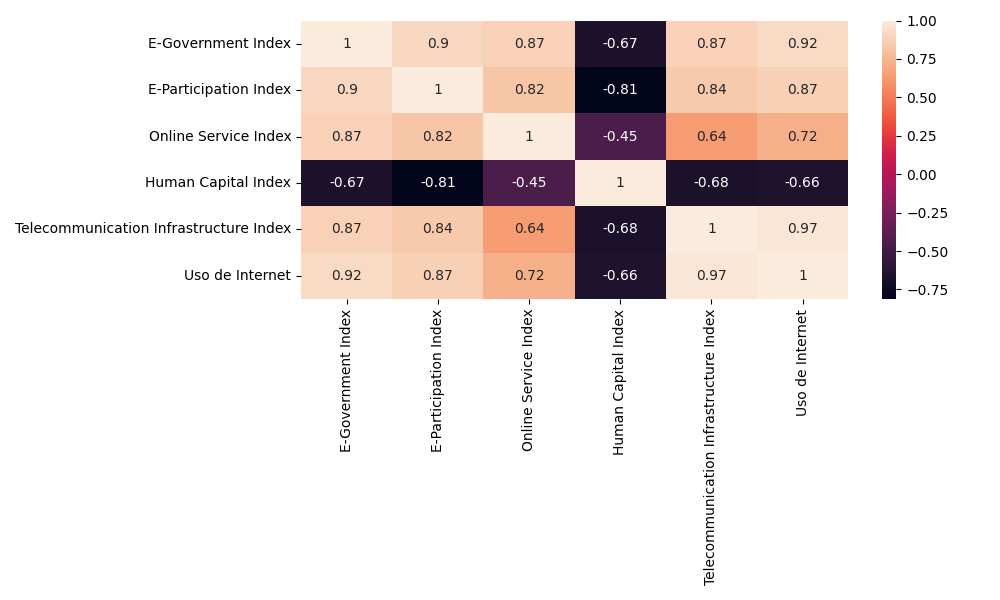 E-Government Index 1 0.9 0.87 -0.67 0.87 0.92
E-Participation Index 0.9 1 0.82 -0.81 0.84 0.87
Online Service Index 0.87 0.82 1 -0.45 0.64 0.72
Human Capital Index -0.67 -0.81 -0.45 1 -0.68 -0.66
Telecommunication Infrastructure Index 0.87 0.84 0.64 -0.68 1 0.97
Uso de Internet 0.92 0.87 0.72 -0.66 0.97 1
E-Government Index
E-Participation Index
Online Service Index
Human Capital Index
Telecommunication Infrastructure Index
Uso de Internet
1.00
0.75
0.50
0.25
0.00
−0.25
−0.50
−0.75